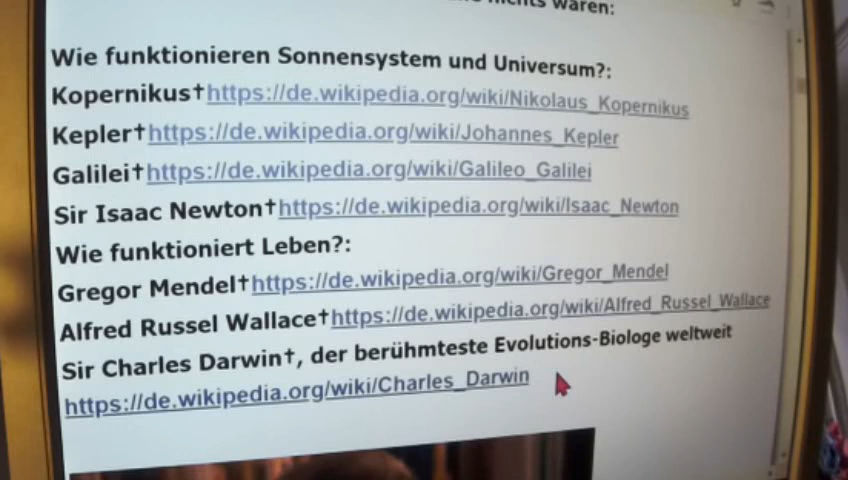 nichts waren:
Wie funktionieren Sonnensystem und Universum?:
Kopernikus†https://de.wikipedia.org/wiki/Nikolaus_Kopernikus
Kepler†https://de.wikipedia.org/wiki/Johannes_Kepler
Galilei†https://de.wikipedia.org/wiki/Galileo_Galilei
Sir Isaac Newton†https://de.wikipedia.org/wiki/Isaac_Newton
Wie funktioniert Leben?:
Gregor Mendel†https://de.wikipedia.org/wiki/Gregor_Mendel
Alfred Russel Wallace†https://de.wikipedia.org/wiki/Alfred_Russel_Wallace
Sir Charles Darwin†, der berühmteste Evolutions-Biologe weltweit
https://de.wikipedia.org/wiki/Charles_Darwin